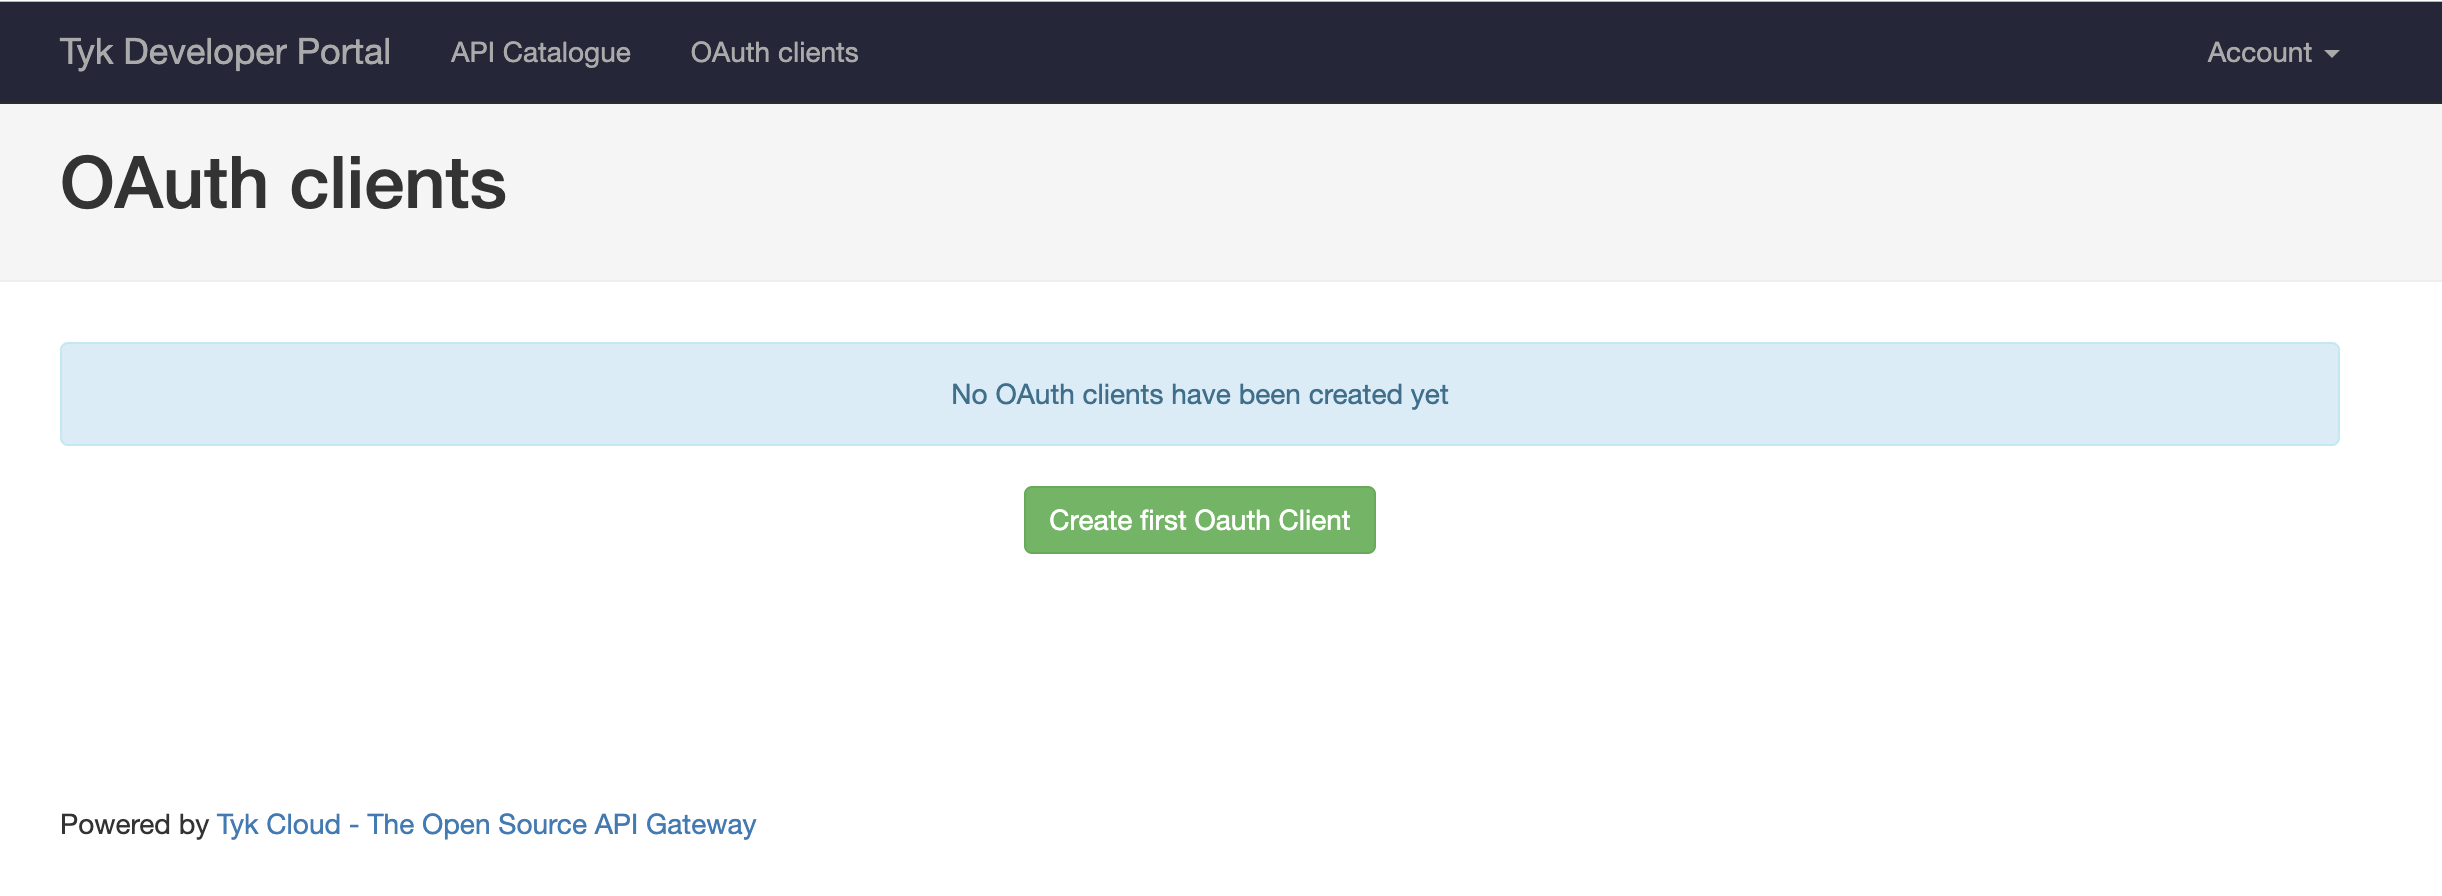 Tyk Developer Portal API Catalogue OAuth clients Account
OAuth clients
No OAuth clients have been created yet
Create first Oauth Client
Powered by Tyk Cloud - The Open Source API Gateway